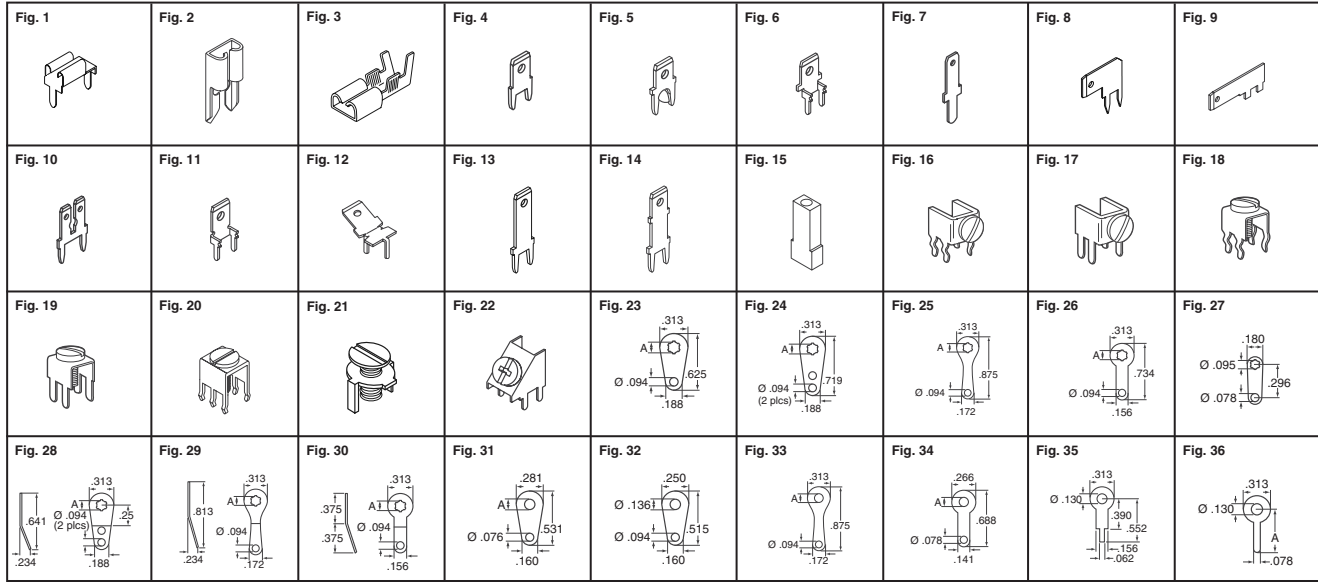 Fig. 1
Fig. 2
Fig. 3
Fig. 4
Fig. 5
Fig. 6
Fig. 7
Fig. 8
Fig. 9
Fig. 10
Fig. 11
Fig. 12
Fig. 13
Fig. 14
Fig. 15
Fig. 16
Fig. 17
Fig. 18
Fig. 19
Fig. 20
Fig. 21
Fig. 22
Fig. 23
.313
A
.625
Ø .094
.188
Fig. 24
.313
A
.719
Ø .094
(2 plcs)
.188
Fig. 25
.313
A
.875
Ø .094
.172
Fig. 26
.313
A
.734
Ø .094
.156
Fig. 27
.180
Ø .095
.296
Ø .078
Fig. 28
.313
A
.25
Ø .094
(2 plcs)
.641
.234
.188
Fig. 29
.313
A
.813
Ø .094
.234
.172
Fig. 30
.313
A
.375
Ø .094
.375
.156
Fig. 31
.281
A
.531
Ø .076
.160
Fig. 32
.250
Ø .136
.515
Ø .094
.160
Fig. 33
.313
A
.875
Ø .094
.172
Fig. 34
.266
A
.688
Ø .078
.141
Fig. 35
.313
Ø .130
.390
.552
.156
.062
Fig. 36
.313
Ø .130
A
.078